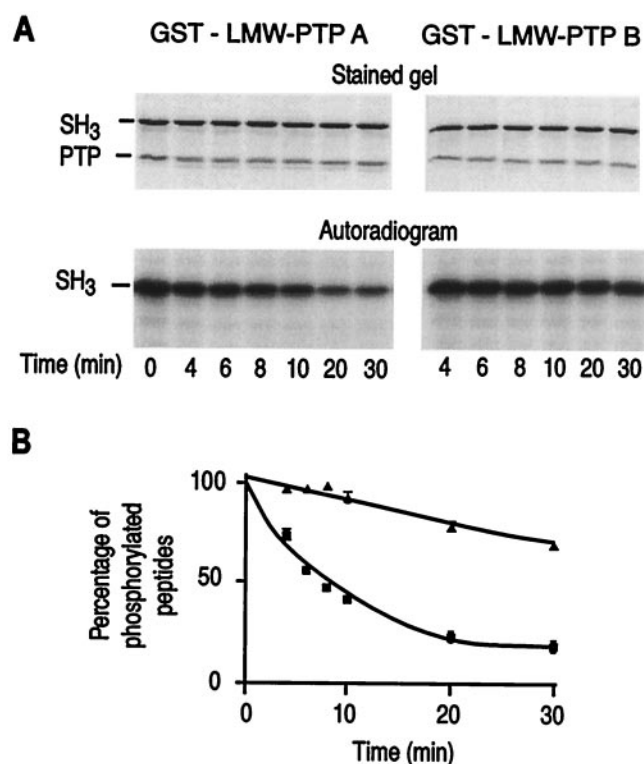 A
GST - LMW-PTP A GST - LMW-PTP B
Stained gel
SH3
PTP
Autoradiogram
SH3
Time (min) 0 4 6 8 10 20 30 4 6 8 10 20 30
B
Percentage of
phosphorylated
peptides
100
50
0
0 10 20 30
Time (min)